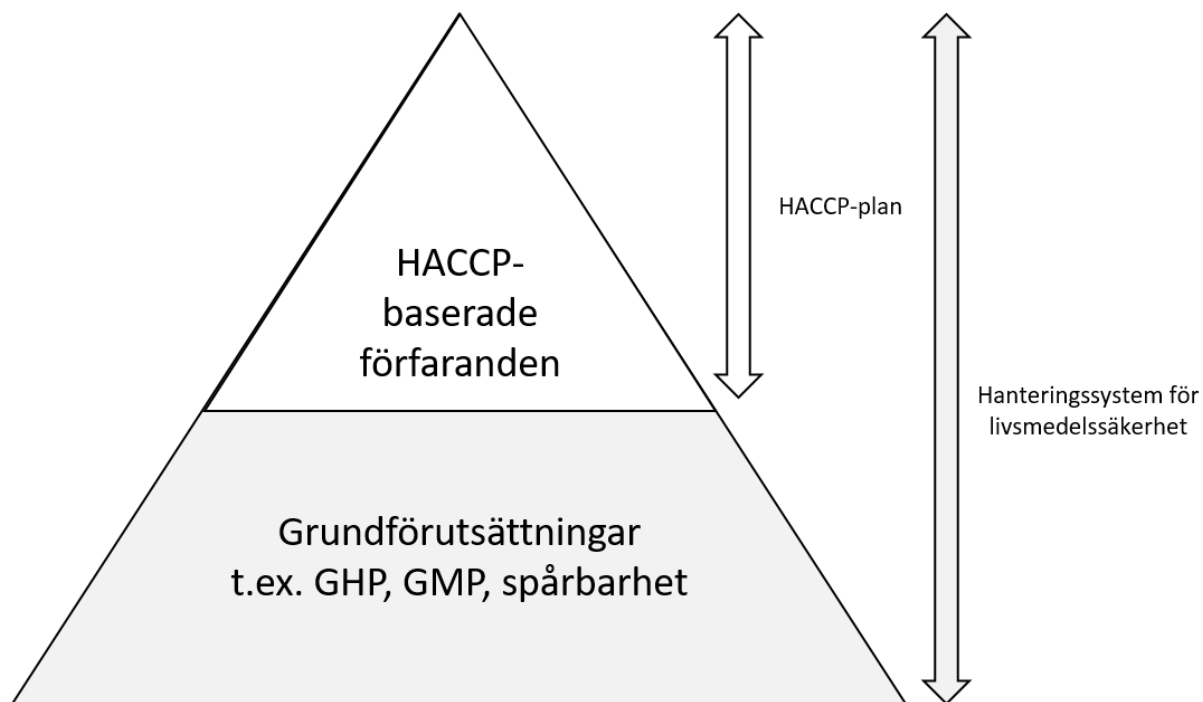 HACCP-
baserade
förfaranden
Grundförutsättningar
t.ex. GHP, GMP, spårbarhet
HACCP-plan
Hanteringssystem för
livsmedelssäkerhet